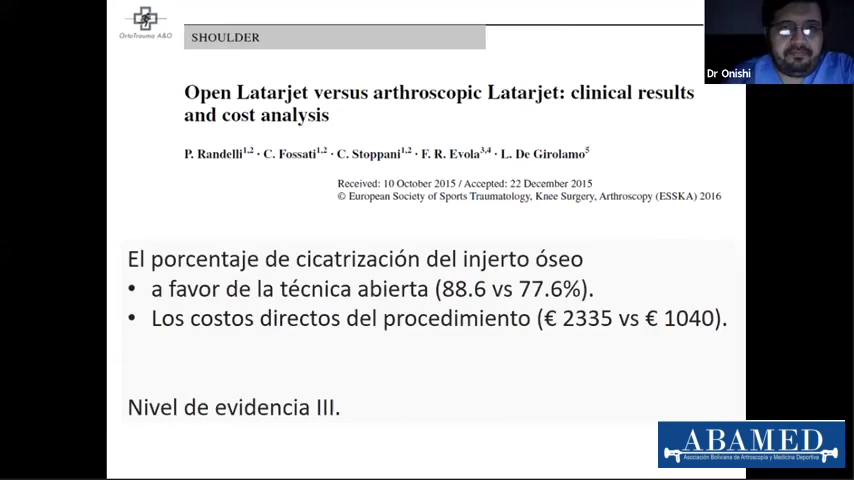 OrtoTrauma A&O
SHOULDER
Dr Onishi
Open Latarjet versus arthroscopic Latarjet: clinical results
and cost analysis
P. Randelli1,2 · C. Fossati1,2 · C. Stoppani1,2 · F. R. Evola3,4 · L. De Girolamo5
Received: 10 October 2015 / Accepted: 22 December 2015
© European Society of Sports Traumatology, Knee Surgery, Arthroscopy (ESSKA) 2016
El porcentaje de cicatrización del injerto óseo
• a favor de la técnica abierta (88.6 vs 77.6%).
• Los costos directos del procedimiento (€ 2335 vs € 1040).
Nivel de evidencia III.
ABAMED
Asociación Boliviana de Artroscopia y Medicina Deportiva